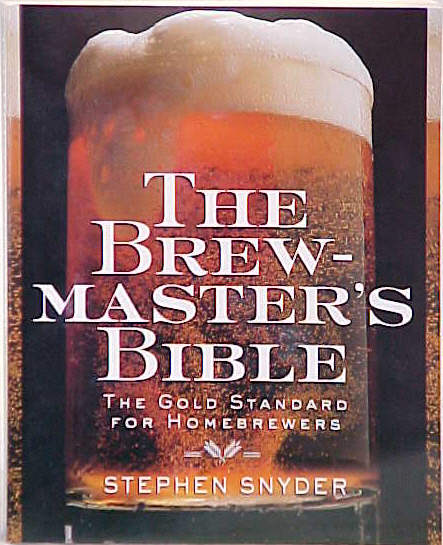 THE
BREW-
MASTER'S
BIBLE
THE GOLD STANDARD
FOR HOMEBREWERS
STEPHEN SNYDER